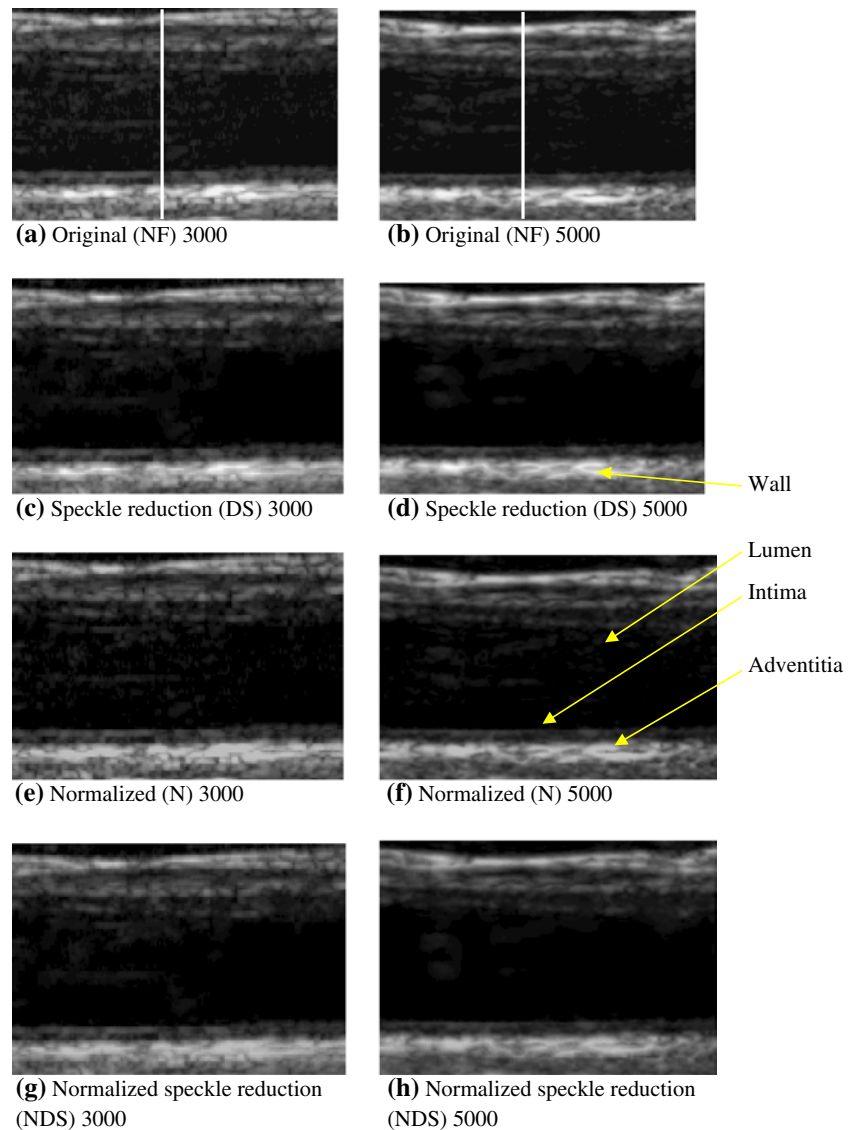 (a) Original (NF) 3000
(b) Original (NF) 5000
(c) Speckle reduction (DS) 3000
(d) Speckle reduction (DS) 5000
Wall
Lumen
Intima
Adventitia
(e) Normalized (N) 3000
(f) Normalized (N) 5000
(g) Normalized speckle reduction
(NDS) 3000
(h) Normalized speckle reduction
(NDS) 5000